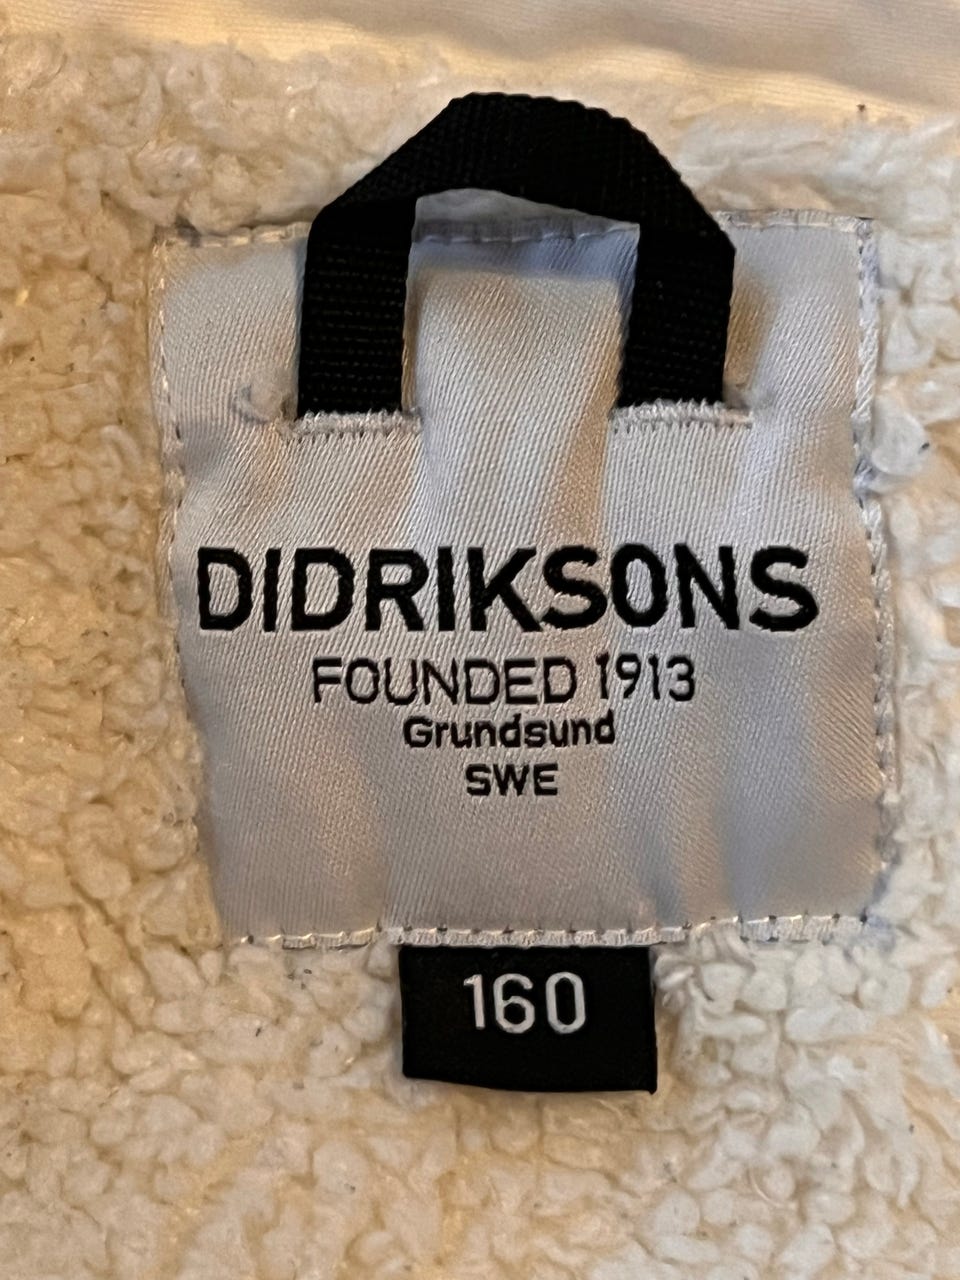 DIDRIKSONS
FOUNDED 1913
Grundsund
SWE
160